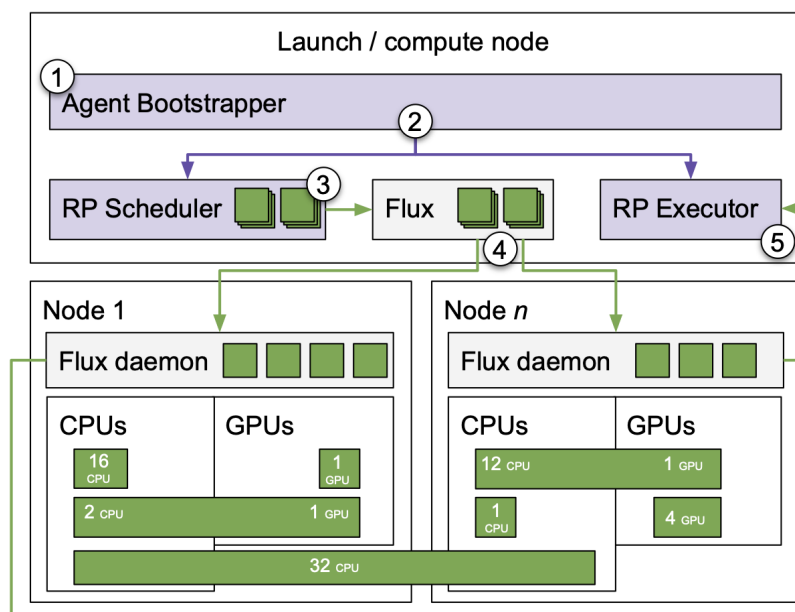 Launch / compute node
1
Agent Bootstrapper
2
RP Scheduler
3
Flux
4
RP Executor
5
Node 1
Flux daemon
CPUs
GPUs
16 CPU
1 GPU
2 CPU 1 GPU
32 CPU
Node n
Flux daemon
CPUs
GPUs
12 CPU 1 GPU
1 CPU
4 GPU